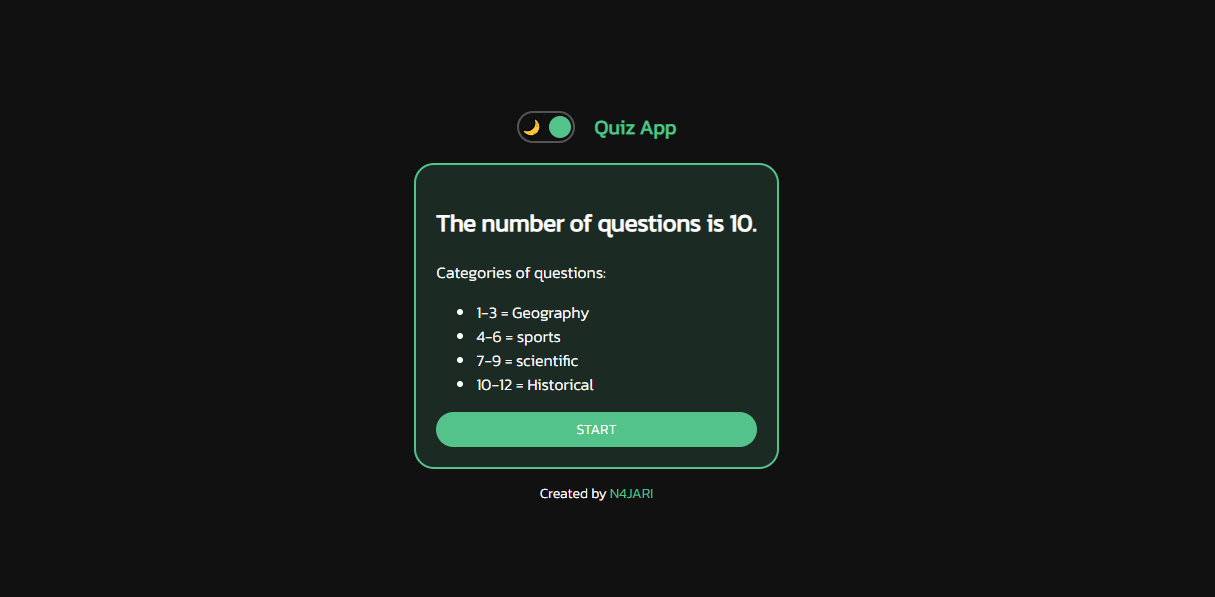 Quiz App
The number of questions is 10.
Categories of questions:
1-3 = Geography
4-6 = sports
7-9 = scientific
10-12 = Historical
START
Created by N4JARI